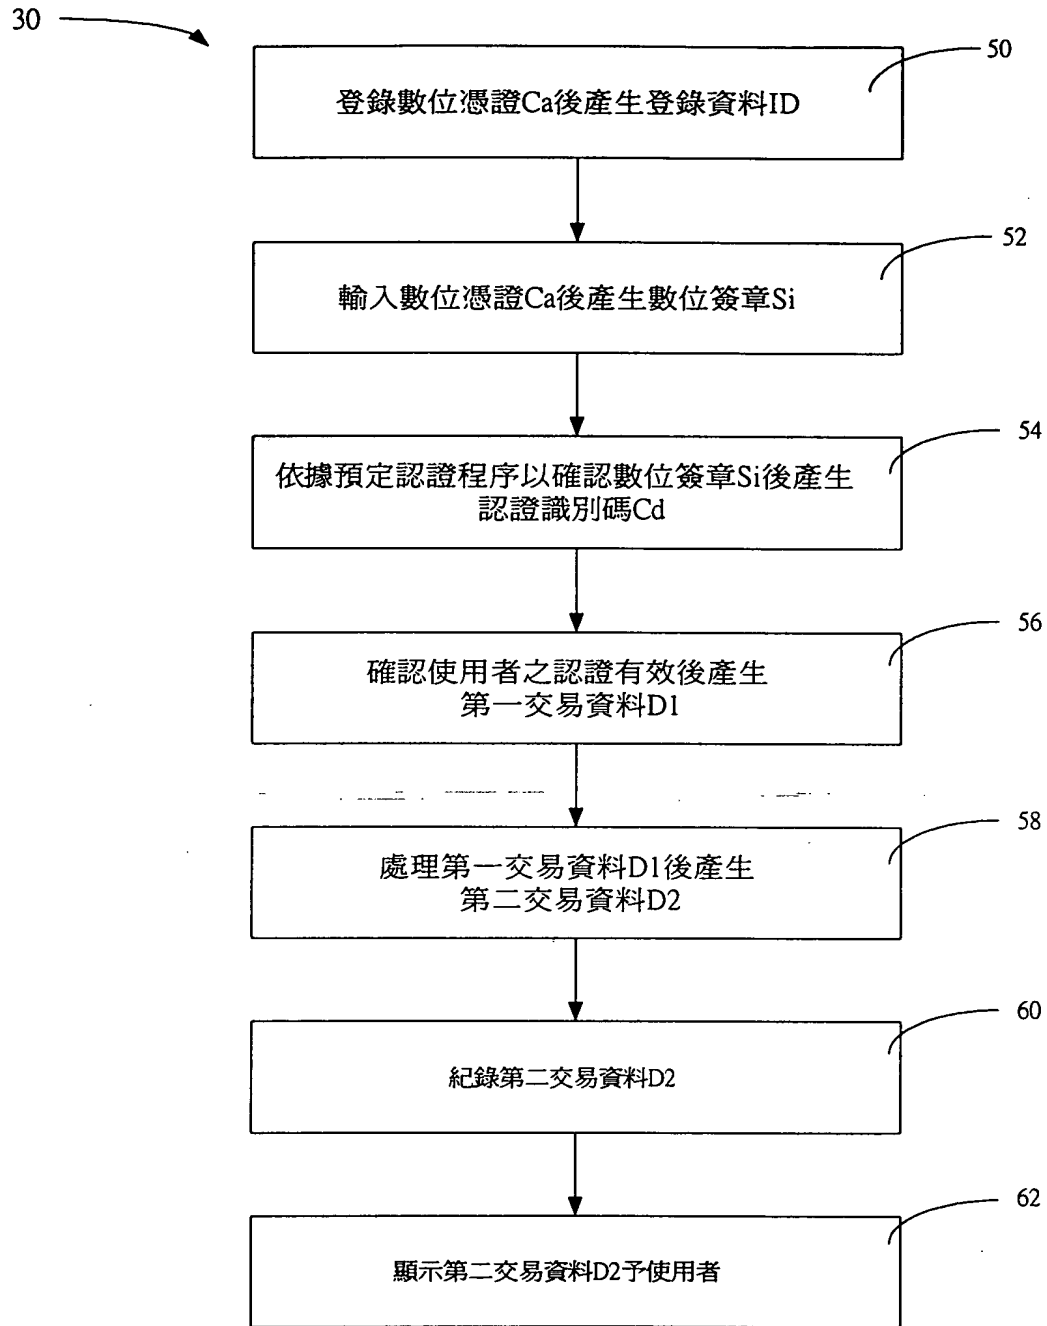 30
50
登錄數位憑證Ca後產生登錄資料ID
52
輸入數位憑證Ca後產生數位簽章Si
54
依據預定認證程序以確認數位簽章Si後產生
認證識別碼Cd
56
確認使用者之認證有效後產生
第一交易資料D1
58
處理第一交易資料D1後產生
第二交易資料D2
60
紀錄第二交易資料D2
62
顯示第二交易資料D2予使用者